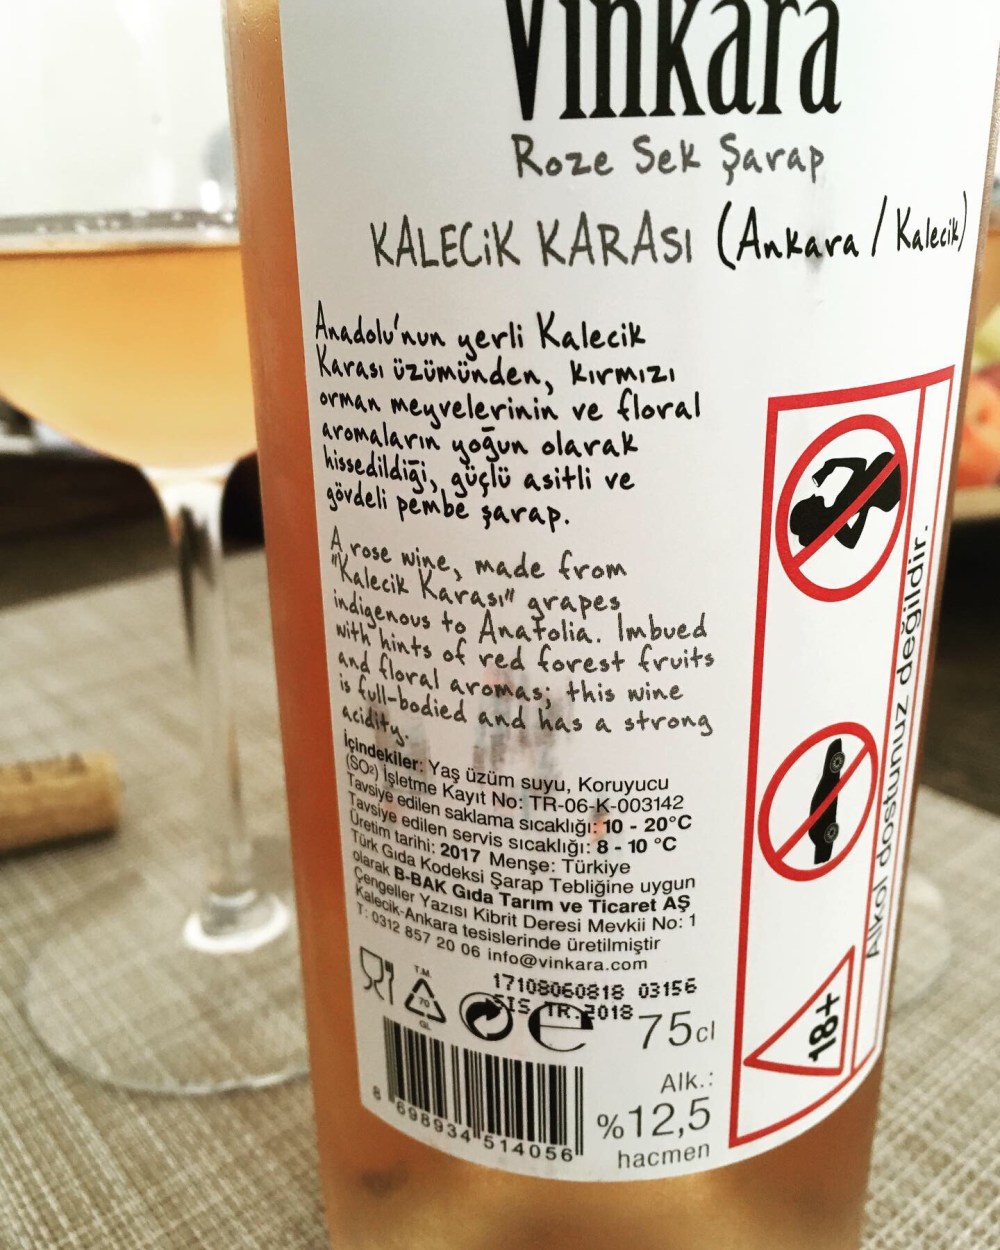 Vinkara
Roze Sek Şarap
KALECİK KARASI (Ankara / Kalecik)
Anadolu'nun yerli Kalecik
Karası üzümünden, kırmızı
orman meyvelerinin ve floral
aromaların yoğun olarak
hissedildiği, güçlü asitli ve
gövdeli pembe şarap.
A rose wine, made from
"Kalecik Karası" grapes
indigenous to Anatolia. Imbued
with hints of red forest fruits
and floral aromas; this wine
is full-bodied and has a strong
acidity.
İçindekiler: Yaş üzüm suyu, Koruyucu
(SO₂) İşletme Kayıt No: TR-06-K-003142
Tavsiye edilen saklama sıcaklığı: 10 - 20°C
Tavsiye edilen servis sıcaklığı: 8 - 10 °C
Üretim tarihi: 2017 Menşe: Türkiye
Türk Gıda Kodeksi Şarap Tebliğine uygun
olarak B-BAK Gıda Tarım ve Ticaret AŞ
Çengeller Yazısı Kibrit Deresi Mevkii No: 1
Kalecik-Ankara tesislerinde üretilmiştir
T: 0312 857 20 06 info@vinkara.com
17108060818 03156
SIS TR.2018
T.M.
70
GL
e
75cl
8 698934 514056
Alk.:
%12,5
hacmen
Alkol dostunuz değildir.
18+